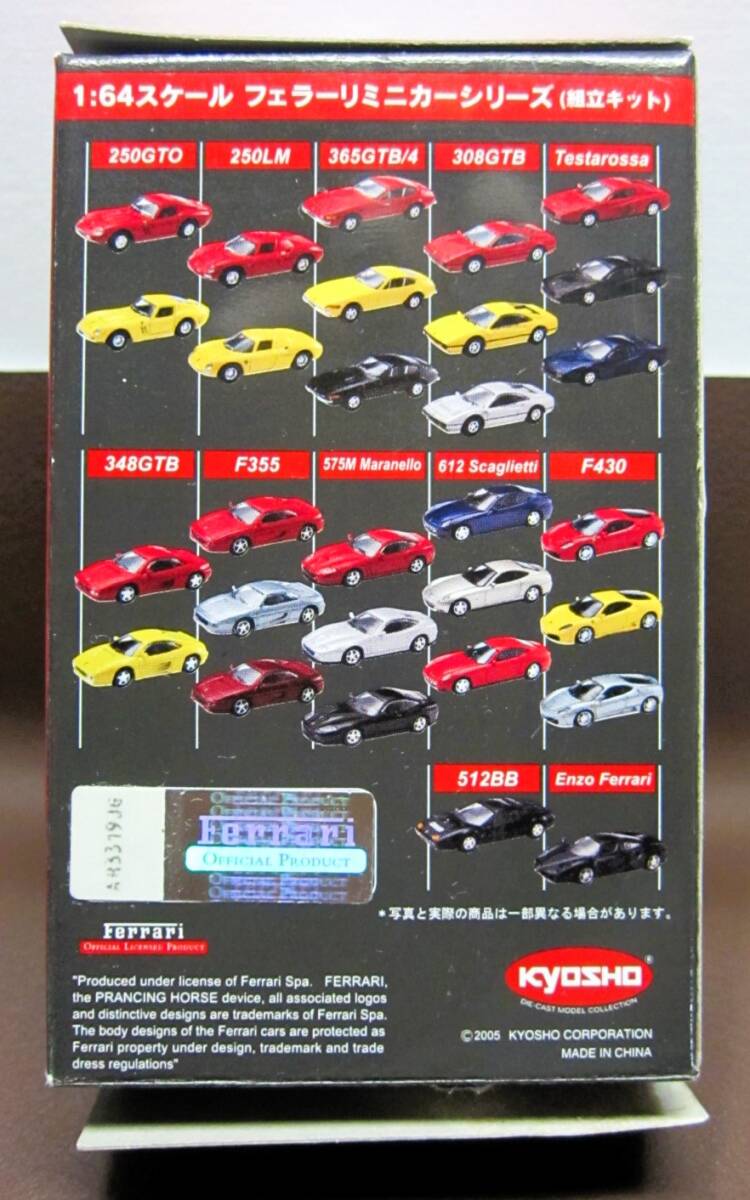 1:64スケール フェラーリミニカーシリーズ (組立キット)
250GTO 250LM 365GTB/4 308GTB Testarossa
348GTB F355 575M Maranello 612 Scaglietti F430
512BB Enzo Ferrari
Official Product
Ferrari
OFFICIAL PRODUCT
*写真と実際の商品は一部異なる場合があります。
Ferrari
OFFICIAL LICENSED PRODUCT
"Produced under license of Ferrari Spa. FERRARI,
the PRANCING HORSE device, all associated logos
and distinctive designs are trademarks of Ferrari Spa.
The body designs of the Ferrari cars are protected as
Ferrari property under design, trademark and trade
dress regulations"
KYOSHO®
DIE-CAST MODEL COLLECTION
©2005 KYOSHO CORPORATION
MADE IN CHINA